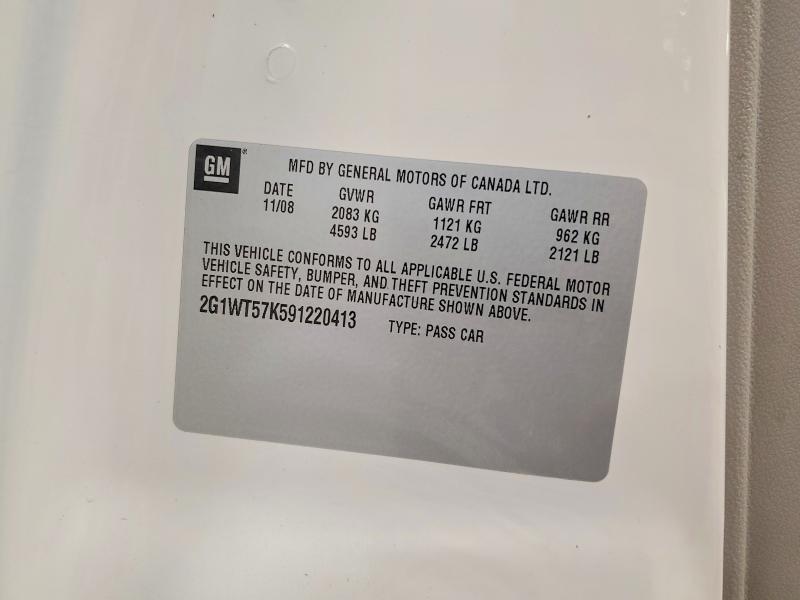 GM
MFD BY GENERAL MOTORS OF CANADA LTD.
DATE GVWR GAWR FRT GAWR RR
11/08 2083 KG 1121 KG 962 KG
4593 LB 2472 LB 2121 LB
THIS VEHICLE CONFORMS TO ALL APPLICABLE U.S. FEDERAL MOTOR
VEHICLE SAFETY, BUMPER, AND THEFT PREVENTION STANDARDS IN
EFFECT ON THE DATE OF MANUFACTURE SHOWN ABOVE.
2G1WT57K591220413 TYPE: PASS CAR